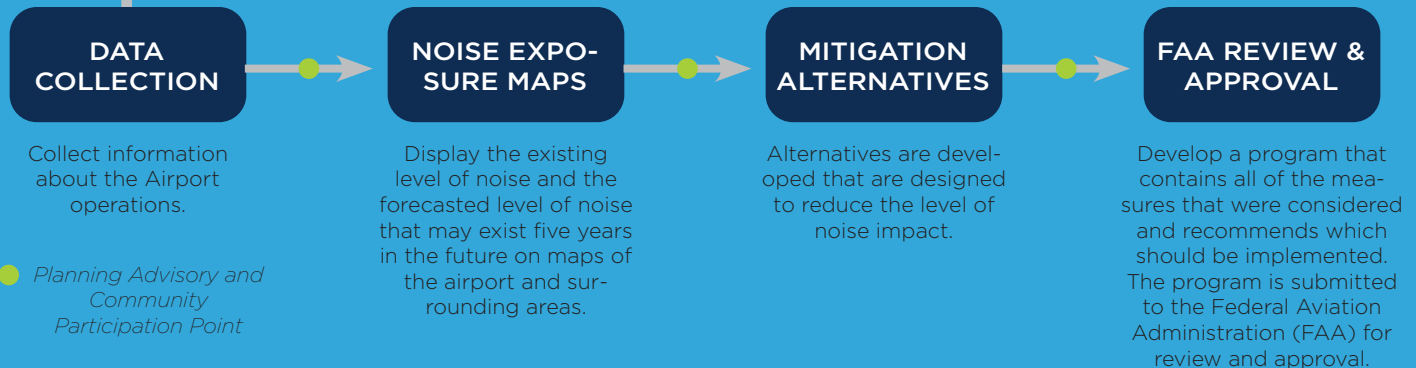 DATA
COLLECTION
Collect information
about the Airport
operations.
Planning Advisory and
Community
Participation Point
NOISE EXPO-
SURE MAPS
Display the existing
level of noise and the
forecasted level of noise
that may exist five years
in the future on maps of
the airport and sur-
rounding areas.
MITIGATION
ALTERNATIVES
Alternatives are devel-
oped that are designed
to reduce the level of
noise impact.
FAA REVIEW &
APPROVAL
Develop a program that
contains all of the mea-
sures that were considered
and recommends which
should be implemented.
The program is submitted
to the Federal Aviation
Administration (FAA) for
review and approval.